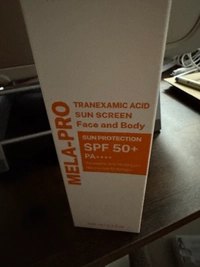 MELA-PRO
TRANEXAMIC ACID
SUN SCREEN
Face and Body
SUN PROTECTION
SPF 50+
PA++++